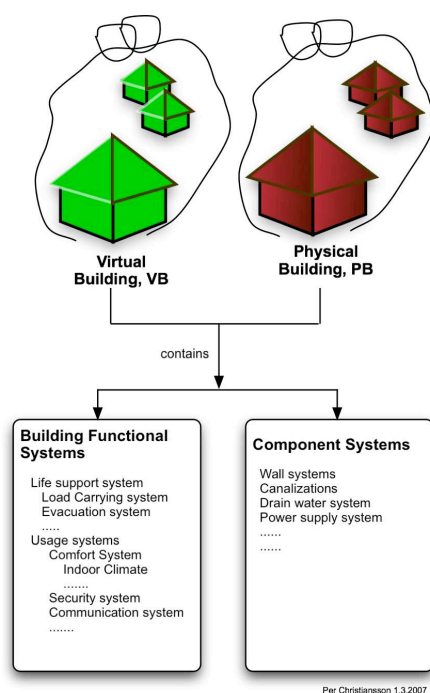 Virtual
Building, VB
Physical
Building, PB
contains
Building Functional
Systems
Life support system
Load Carrying system
Evacuation system
.....
Usage systems
Comfort System
Indoor Climate
.......
Security system
Communication system
.......
Component Systems
Wall systems
Canalizations
Drain water system
Power supply system
......
......
Per Christiansson 1.3.2007